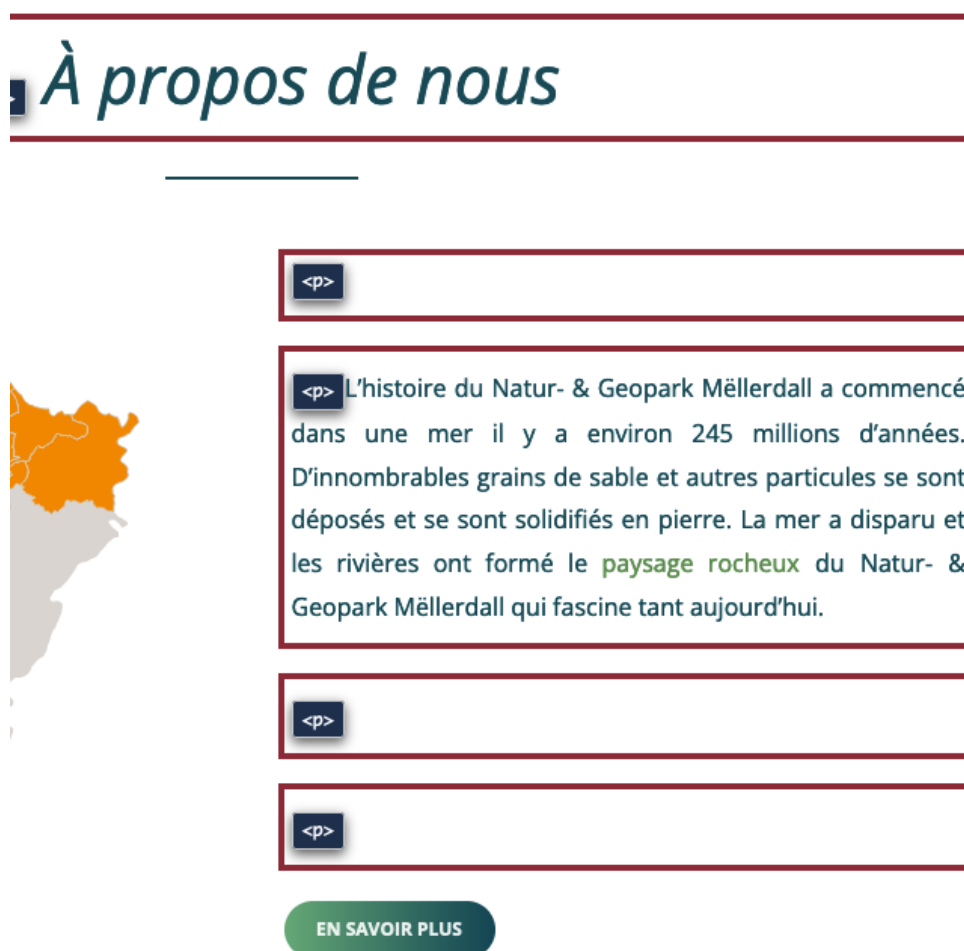 À propos de nous
<p>
<p> L’histoire du Natur- & Geopark Mëllerdall a commencé
dans une mer il y a environ 245 millions d’années.
D’innombrables grains de sable et autres particules se sont
déposés et se sont solidifiés en pierre. La mer a disparu et
les rivières ont formé le paysage rocheux du Natur- &
Geopark Mëllerdall qui fascine tant aujourd’hui.
<p>
<p>
EN SAVOIR PLUS